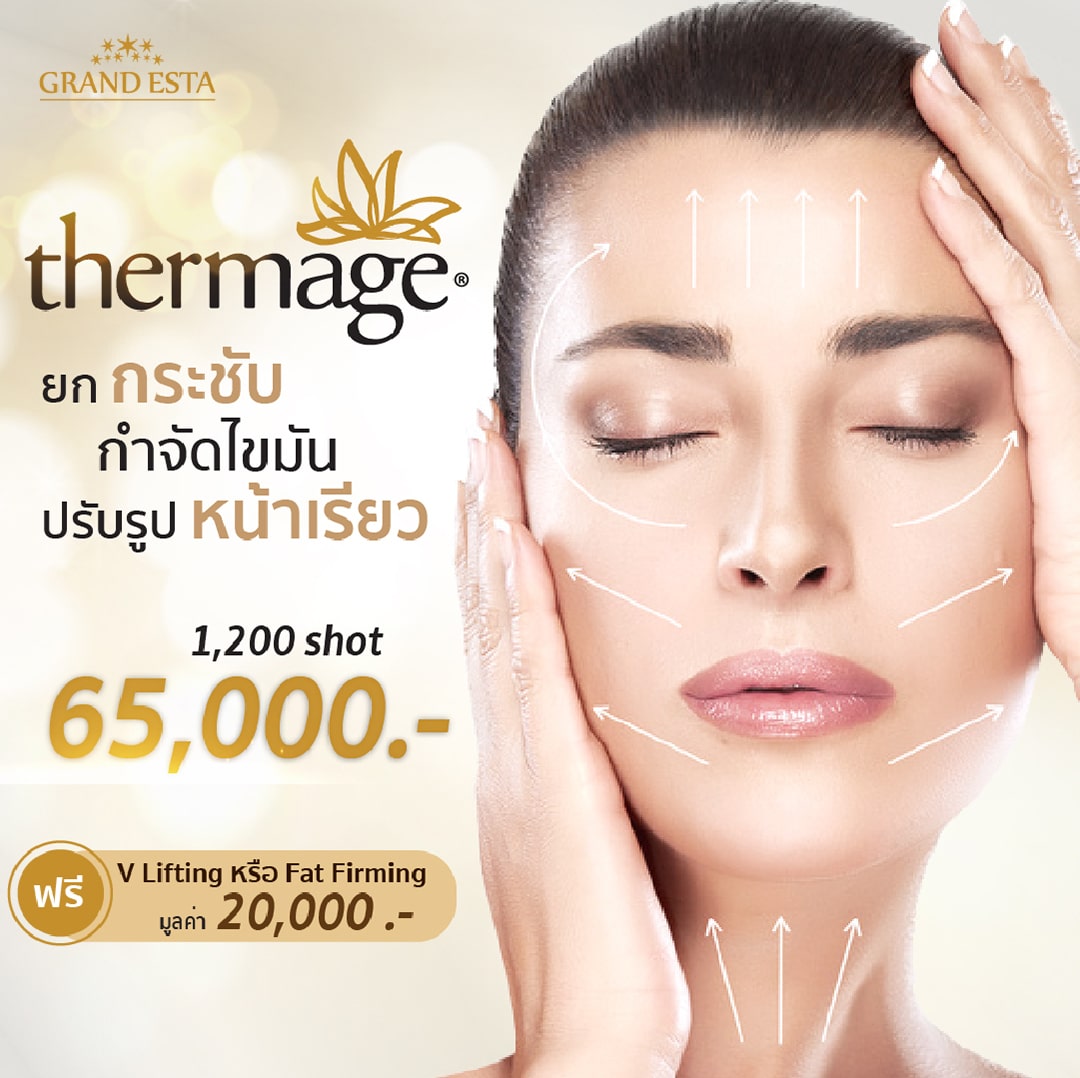 GRAND ESTA
thermage®
ยก กระชับ
กำจัดไขมัน
ปรับรูป หน้าเรียว
1,200 shot
65,000.-
ฟรี
V Lifting หรือ Fat Firming
มูลค่า 20,000 .-